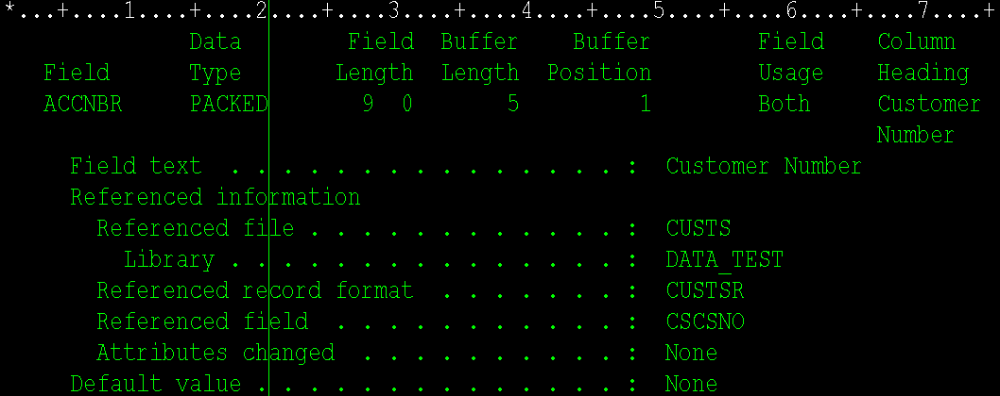 *...+....1....+....2....+....3....+....4....+....5....+....6....+....7....+
Data Field Buffer Buffer Field Column
Field Type Length Length Position Usage Heading
ACCNBR PACKED 9 0 5 1 Both Customer
Number
Field text . . . . . . . . . . . . . . . . : Customer Number
Referenced information
Referenced file . . . . . . . . . . . . . : CUSTS
Library . . . . . . . . . . . . . . . . : DATA_TEST
Referenced record format . . . . . . . . : CUSTSR
Referenced field . . . . . . . . . . . . : CSCSNO
Attributes changed . . . . . . . . . . . : None
Default value . . . . . . . . . . . . . . . : None